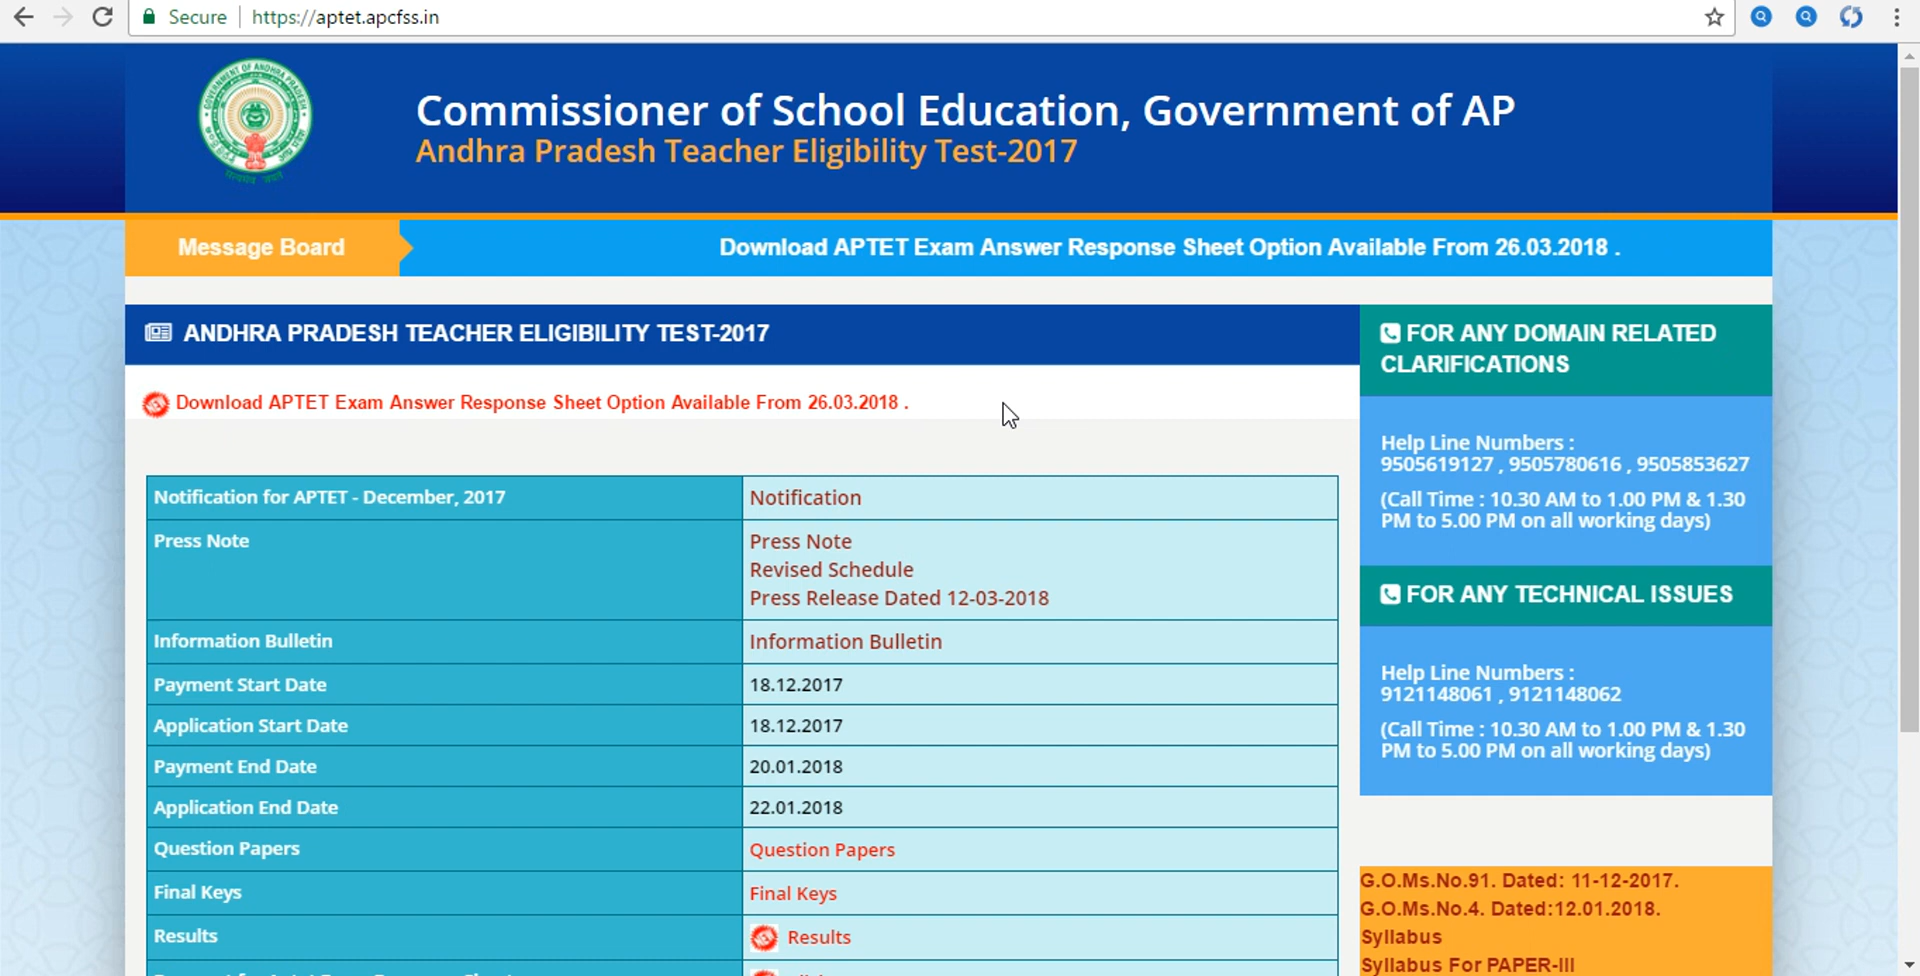 Secure https://aptet.apcfss.in
GOVERNMENT OF ANDHRA PRADESH
Commissioner of School Education, Government of AP
Andhra Pradesh Teacher Eligibility Test-2017
Message Board
Download APTET Exam Answer Response Sheet Option Available From 26.03.2018 .
ANDHRA PRADESH TEACHER ELIGIBILITY TEST-2017
Download APTET Exam Answer Response Sheet Option Available From 26.03.2018 .
Notification for APTET - December, 2017 Notification
Press Note Press Note
Revised Schedule
Press Release Dated 12-03-2018
Information Bulletin Information Bulletin
Payment Start Date 18.12.2017
Application Start Date 18.12.2017
Payment End Date 20.01.2018
Application End Date 22.01.2018
Question Papers Question Papers
Final Keys Final Keys
Results Results
FOR ANY DOMAIN RELATED
CLARIFICATIONS
Help Line Numbers :
9505619127 , 9505780616 , 9505853627
(Call Time : 10.30 AM to 1.00 PM & 1.30
PM to 5.00 PM on all working days)
FOR ANY TECHNICAL ISSUES
Help Line Numbers :
9121148061 , 9121148062
(Call Time : 10.30 AM to 1.00 PM & 1.30
PM to 5.00 PM on all working days)
G.O.Ms.No.91. Dated: 11-12-2017.
G.O.Ms.No.4. Dated:12.01.2018.
Syllabus
Syllabus For PAPER-III